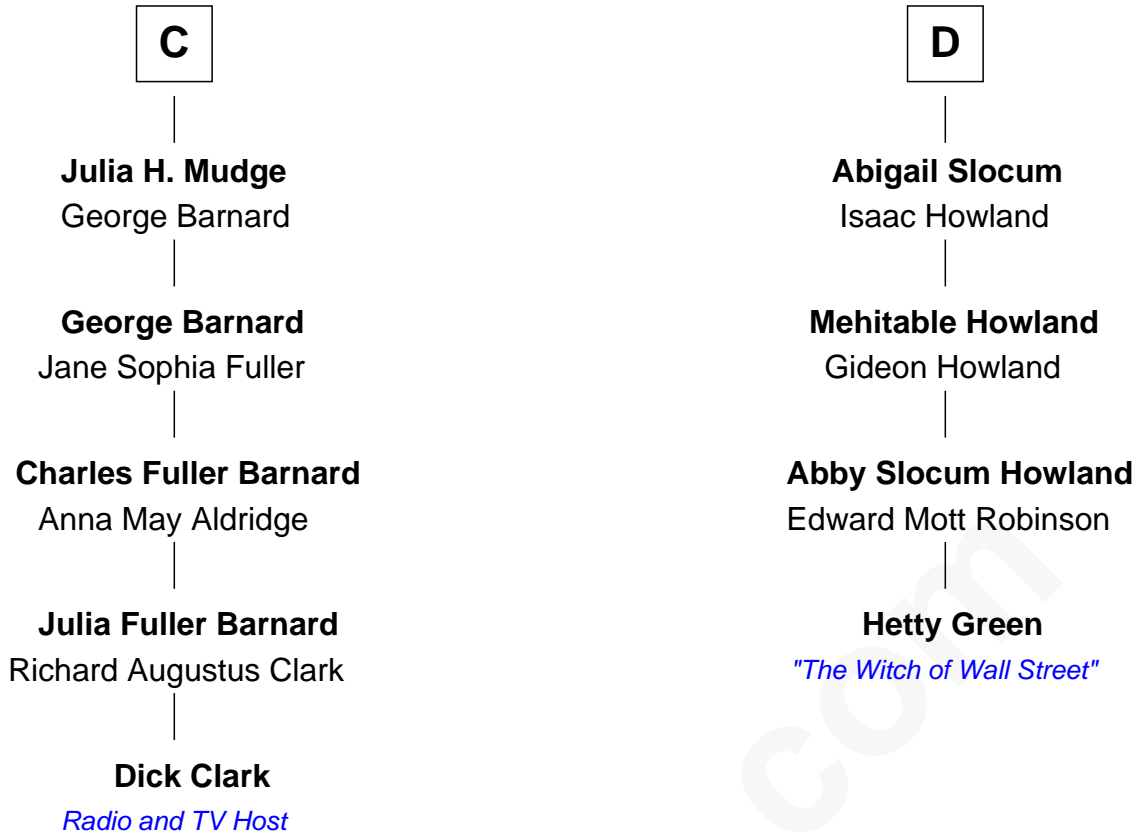 C
Julia H. Mudge
George Barnard
George Barnard
Jane Sophia Fuller
Charles Fuller Barnard
Anna May Aldridge
Julia Fuller Barnard
Richard Augustus Clark
Dick Clark
Radio and TV Host
D
Abigail Slocum
Isaac Howland
Mehitable Howland
Gideon Howland
Abby Slocum Howland
Edward Mott Robinson
Hetty Green
"The Witch of Wall Street"
com